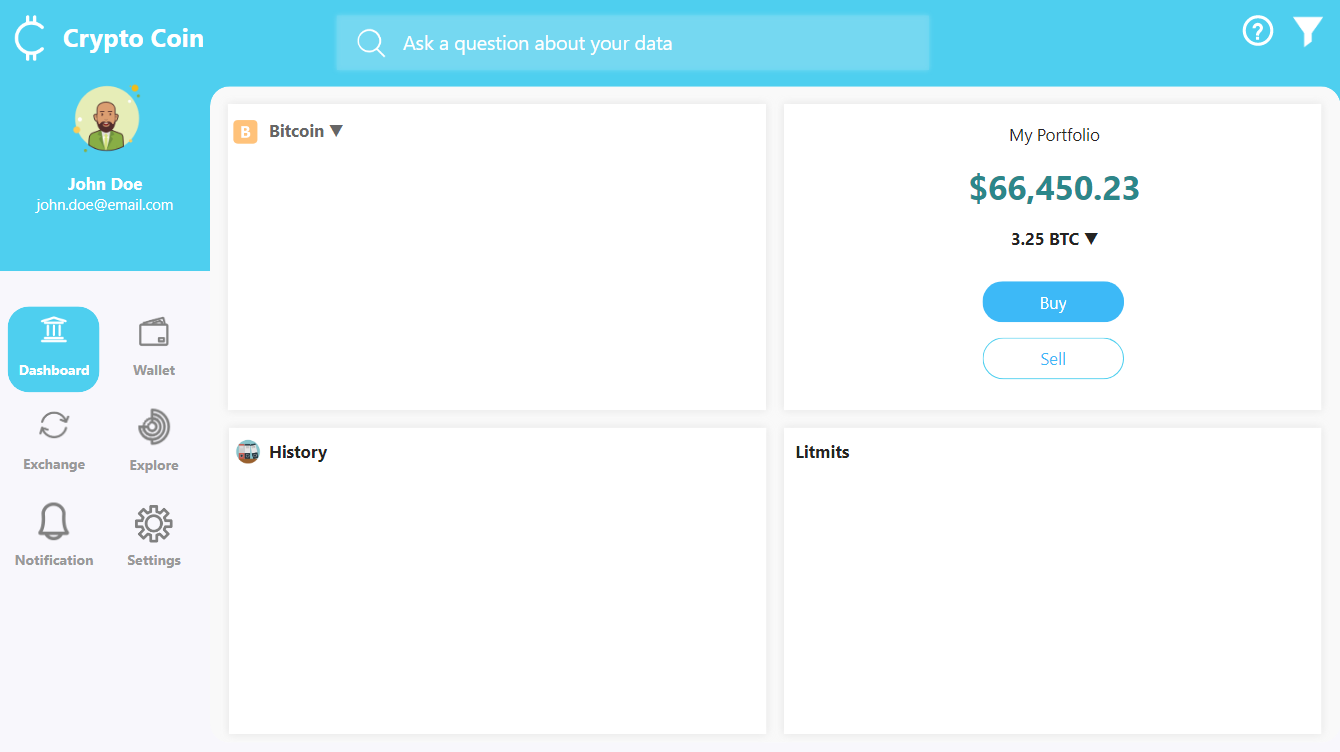 Crypto Coin
Ask a question about your data
?
John Doe
john.doe@email.com
Dashboard
Wallet
Exchange
Explore
Notification
Settings
B Bitcoin ▼
My Portfolio
$66,450.23
3.25 BTC ▼
Buy
Sell
History
Litmits